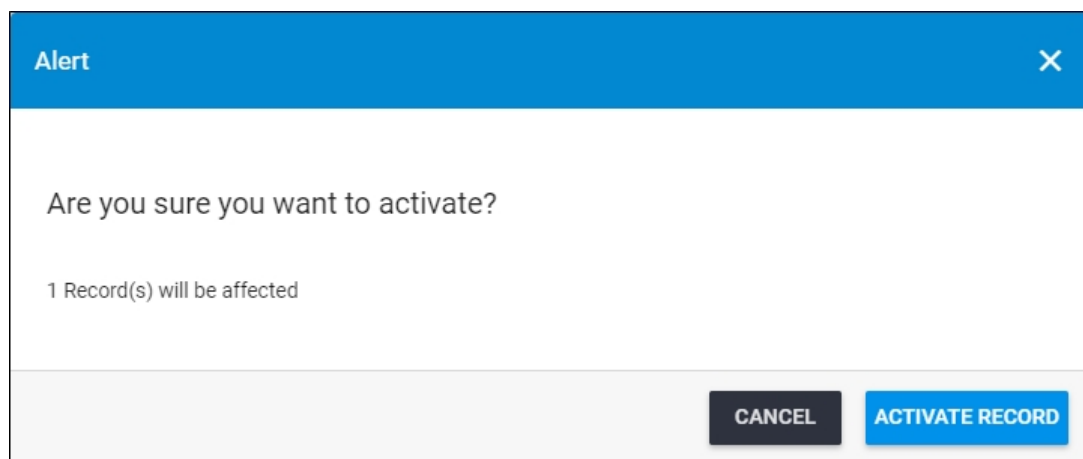 Alert
Are you sure you want to activate?
1 Record(s) will be affected
CANCEL ACTIVATE RECORD